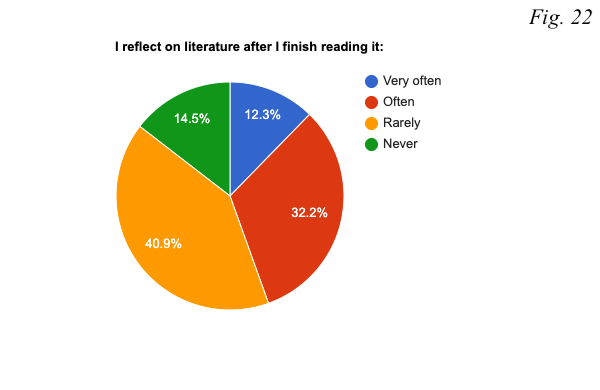 Fig. 22
I reflect on literature after I finish reading it:
Very often
Often
Rarely
Never
12.3%
14.5%
32.2%
40.9%